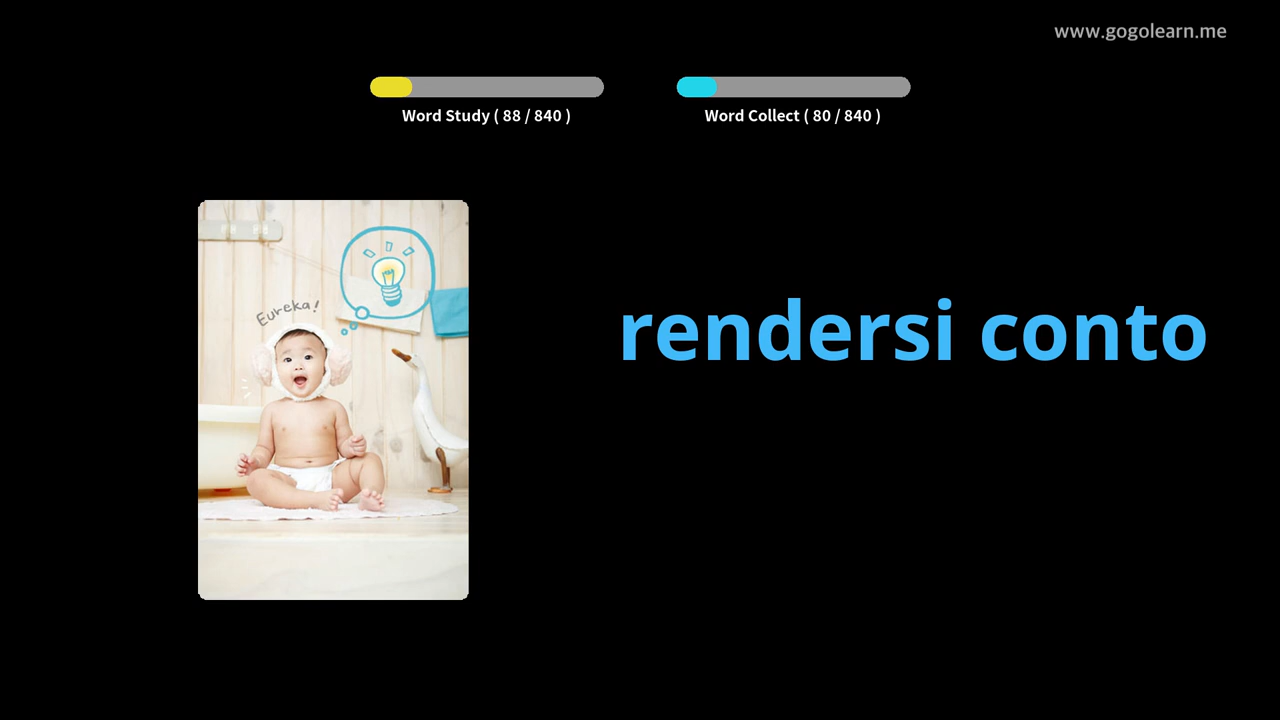 www.gogolearn.me
Word Study ( 88 / 840 )
Word Collect ( 80 / 840 )
Eureka!
rendersi conto